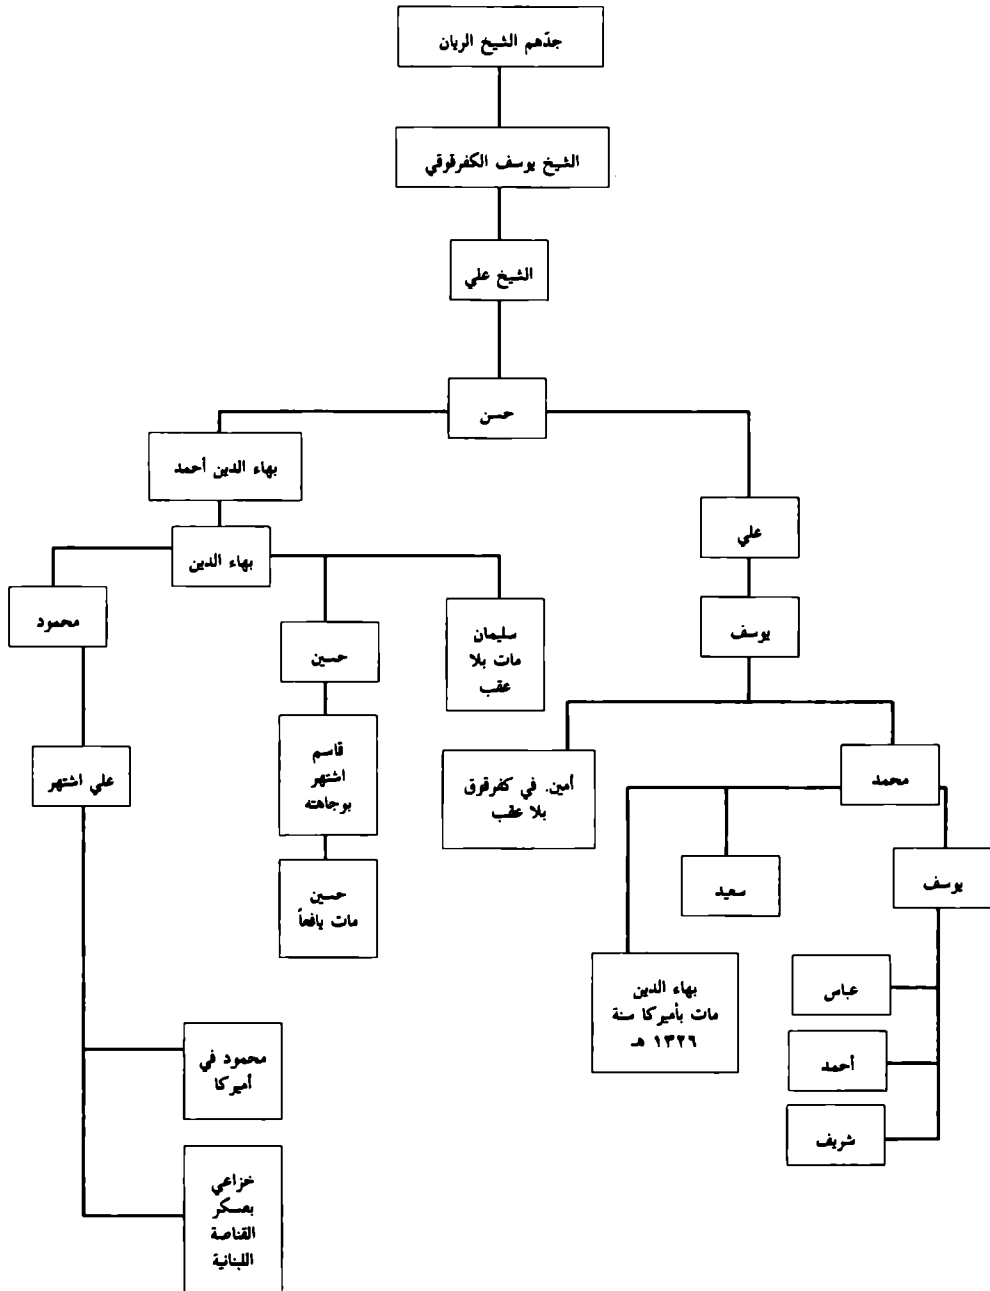 جدّهم الشيخ الريان
الشيخ يوسف الكفرقوقي
الشيخ علي
حسن
بهاء الدين أحمد
علي
بهاء الدين
محمود
حسين
سليمان
مات بلا
عقب
يوسف
علي اشتهر
قاسم
اشتهر
بوجاهته
أمين. في كفرقوق
بلا عقب
محمد
حسين
مات يافعاً
سعيد
يوسف
بهاء الدين
مات بأميركا سنة
١٣٢٦ هـ
عباس
أحمد
شريف
محمود في
أميركا
خزاعي
بعسكر
القناصة
اللبنانية